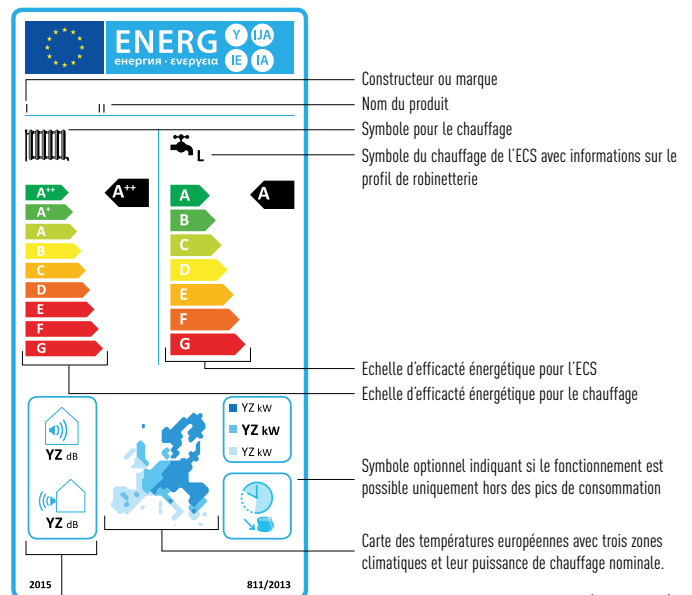 ENERG Y IJA
енергия · ενεργεια IE IA
Constructeur ou marque
I II
Nom du produit
Symbole pour le chauffage
L
Symbole du chauffage de l'ECS avec informations sur le
profil de robinetterie
A++ A++
A+
A
B
C
D
E
F
G
A A
B
C
D
E
F
G
Echelle d'efficacté énergétique pour l'ECS
Echelle d'efficacté énergétique pour le chauffage
YZ dB
YZ dB
YZ kW
YZ kW
YZ kW
Symbole optionnel indiquant si le fonctionnement est
possible uniquement hors des pics de consommation
Carte des températures européennes avec trois zones
climatiques et leur puissance de chauffage nominale.
2015 811/2013